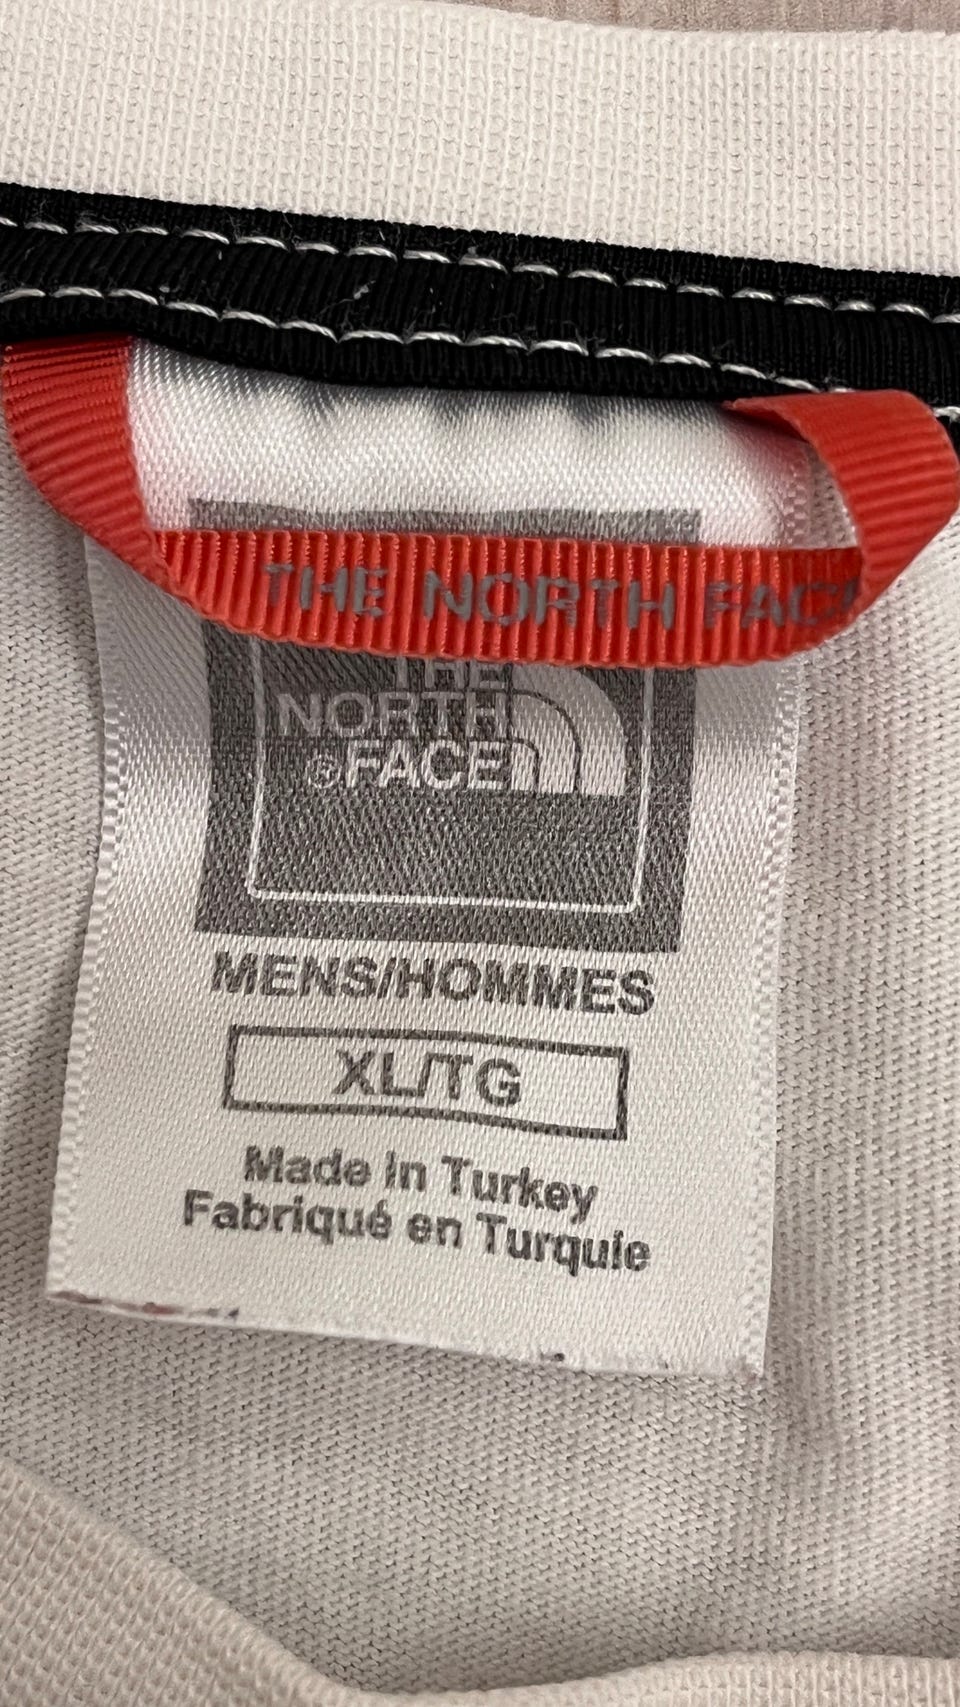 THE NORTH FACE
THE
NORTH
®FACE
MENS/HOMMES
XL/TG
Made in Turkey
Fabriqué en Turquie